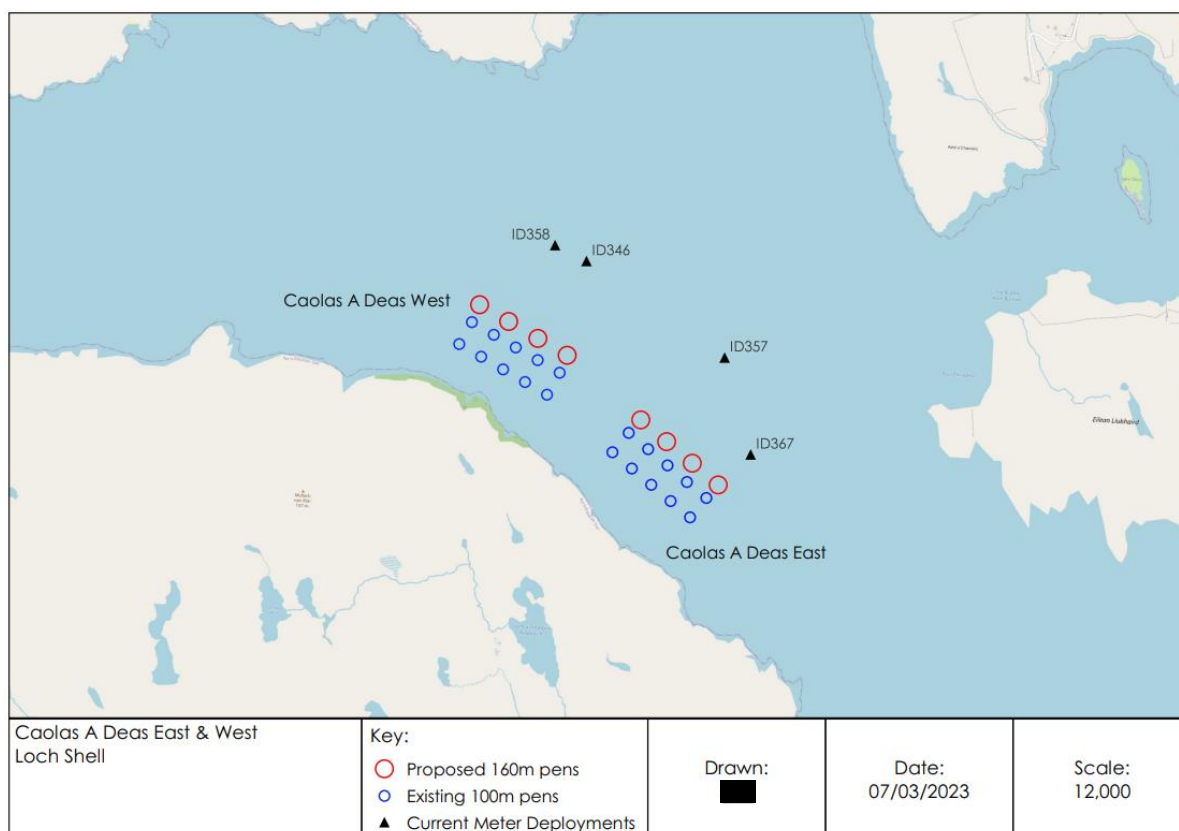 ID358
ID346
Caolas A Deas West
ID357
Eilean Liubhaird
ID367
Caolas A Deas East
Caolas A Deas East & West
Loch Shell
Key:
Proposed 160m pens
Existing 100m pens
Current Meter Deployments
Drawn:
Date:
07/03/2023
Scale:
12,000